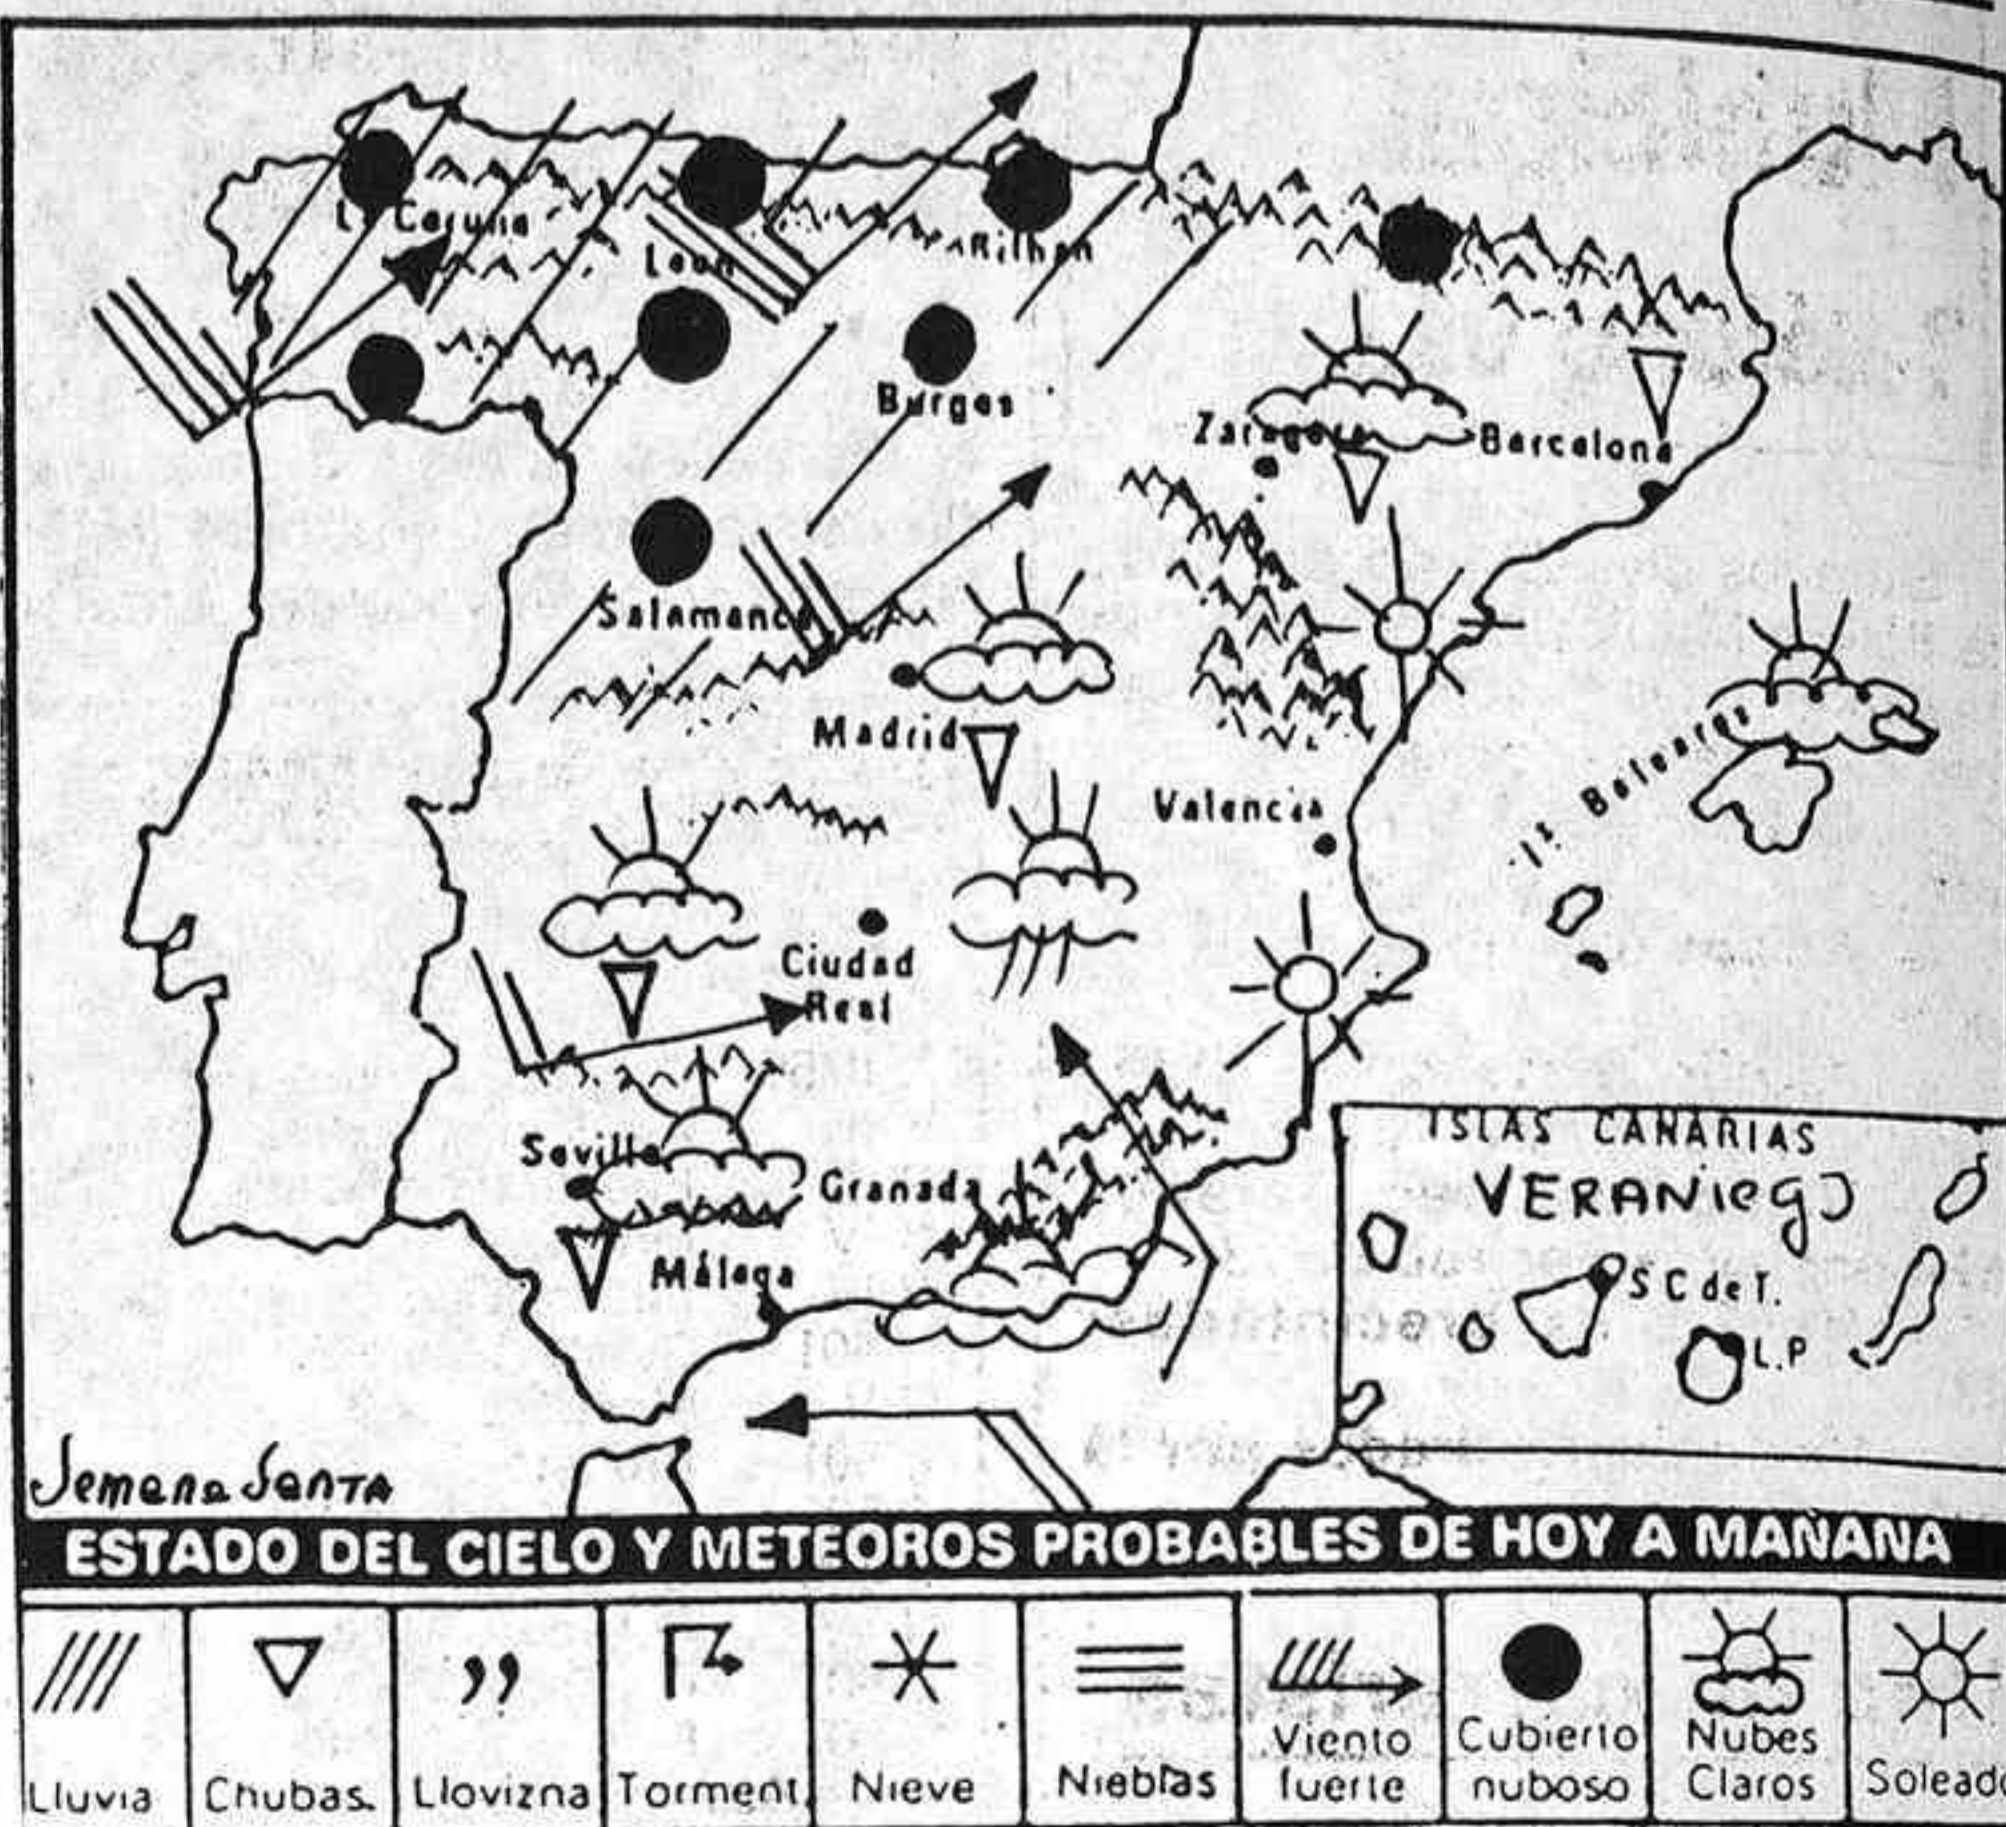 La Coruña
León
Bilbao
Burgos
Zaragoza
Barcelona
Salamanca
Madrid
Valencia
Iˢ Baleares
Ciudad
Real
Sevilla
Granada
Málaga
ISLAS CANARIAS
VERANIEGO
S C de T.
L.P
Semana Santa
ESTADO DEL CIELO Y METEOROS PROBABLES DE HOY A MAÑANA
Lluvia
Chubas.
Llovizna
Torment.
Nieve
Nieblas
Viento
fuerte
Cubierto
nuboso
Nubes
Claros
Soleado